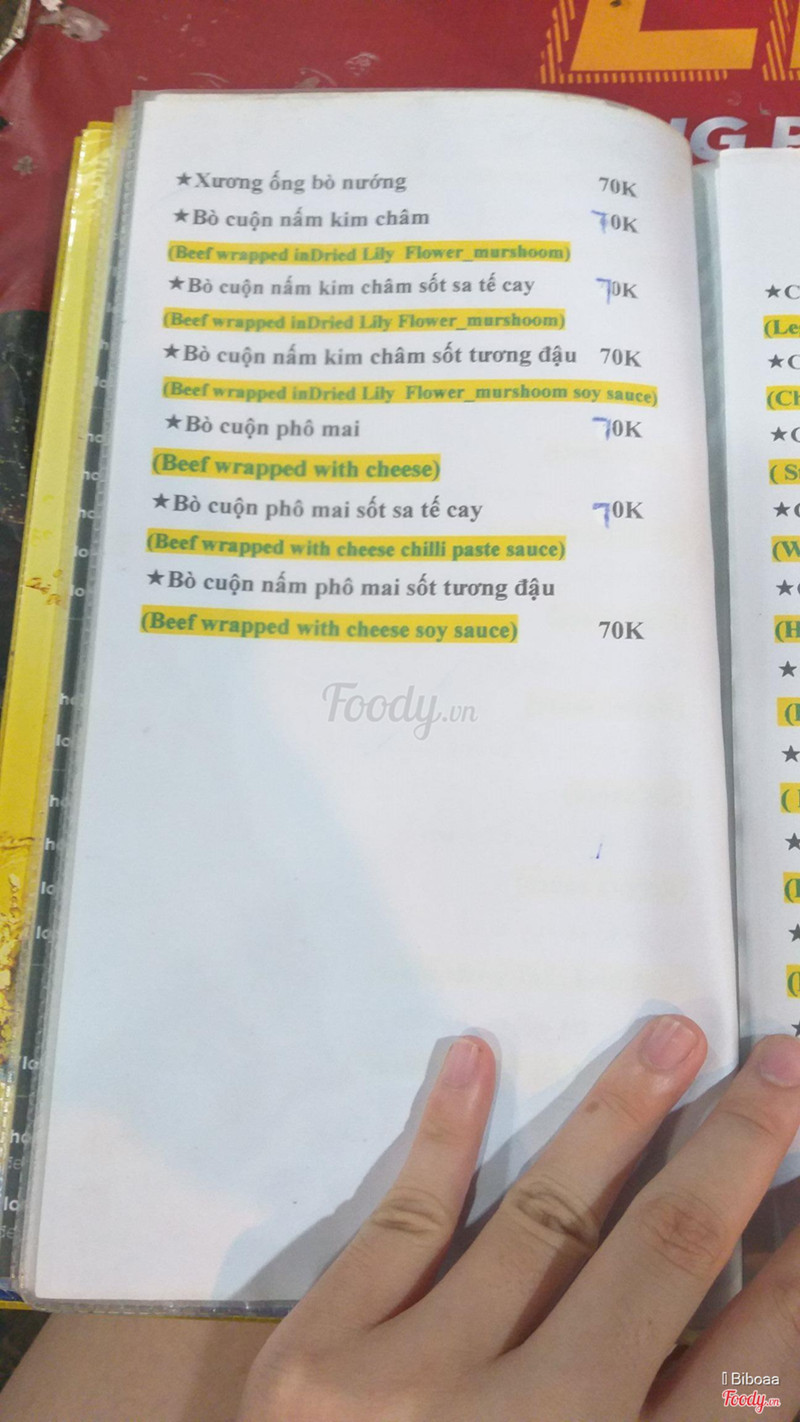 ★Xương ống bò nướng 70K
★Bò cuộn nấm kim châm 70K
(Beef wrapped inDried Lily Flower_murshoom)
★Bò cuộn nấm kim châm sốt sa tế cay 70K
(Beef wrapped inDried Lily Flower_murshoom)
★Bò cuộn nấm kim châm sốt tương đậu 70K
(Beef wrapped inDried Lily Flower_murshoom soy sauce)
★Bò cuộn phô mai 70K
(Beef wrapped with cheese)
★Bò cuộn phô mai sốt sa tế cay 70K
(Beef wrapped with cheese chilli paste sauce)
★Bò cuộn nấm phô mai sốt tương đậu
(Beef wrapped with cheese soy sauce) 70K
Foody.vn
Biboaa
Foody.vn